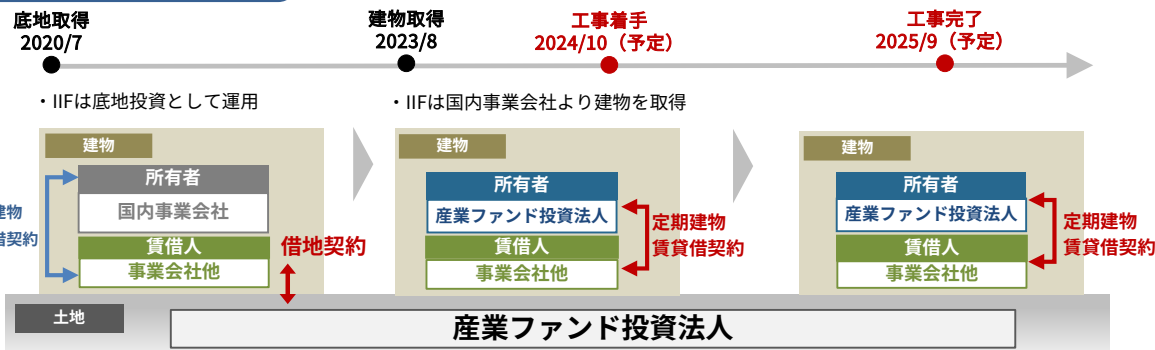 底地取得
2020/7
建物取得
2023/8
工事着手
2024/10（予定）
工事完了
2025/9（予定）
・IIFは底地投資として運用
・IIFは国内事業会社より建物を取得
建物
所有者
国内事業会社
賃借人
事業会社他
建物
借契約
借地契約
建物
所有者
産業ファンド投資法人
賃借人
事業会社他
定期建物
賃貸借契約
建物
所有者
産業ファンド投資法人
賃借人
事業会社他
定期建物
賃貸借契約
土地
産業ファンド投資法人